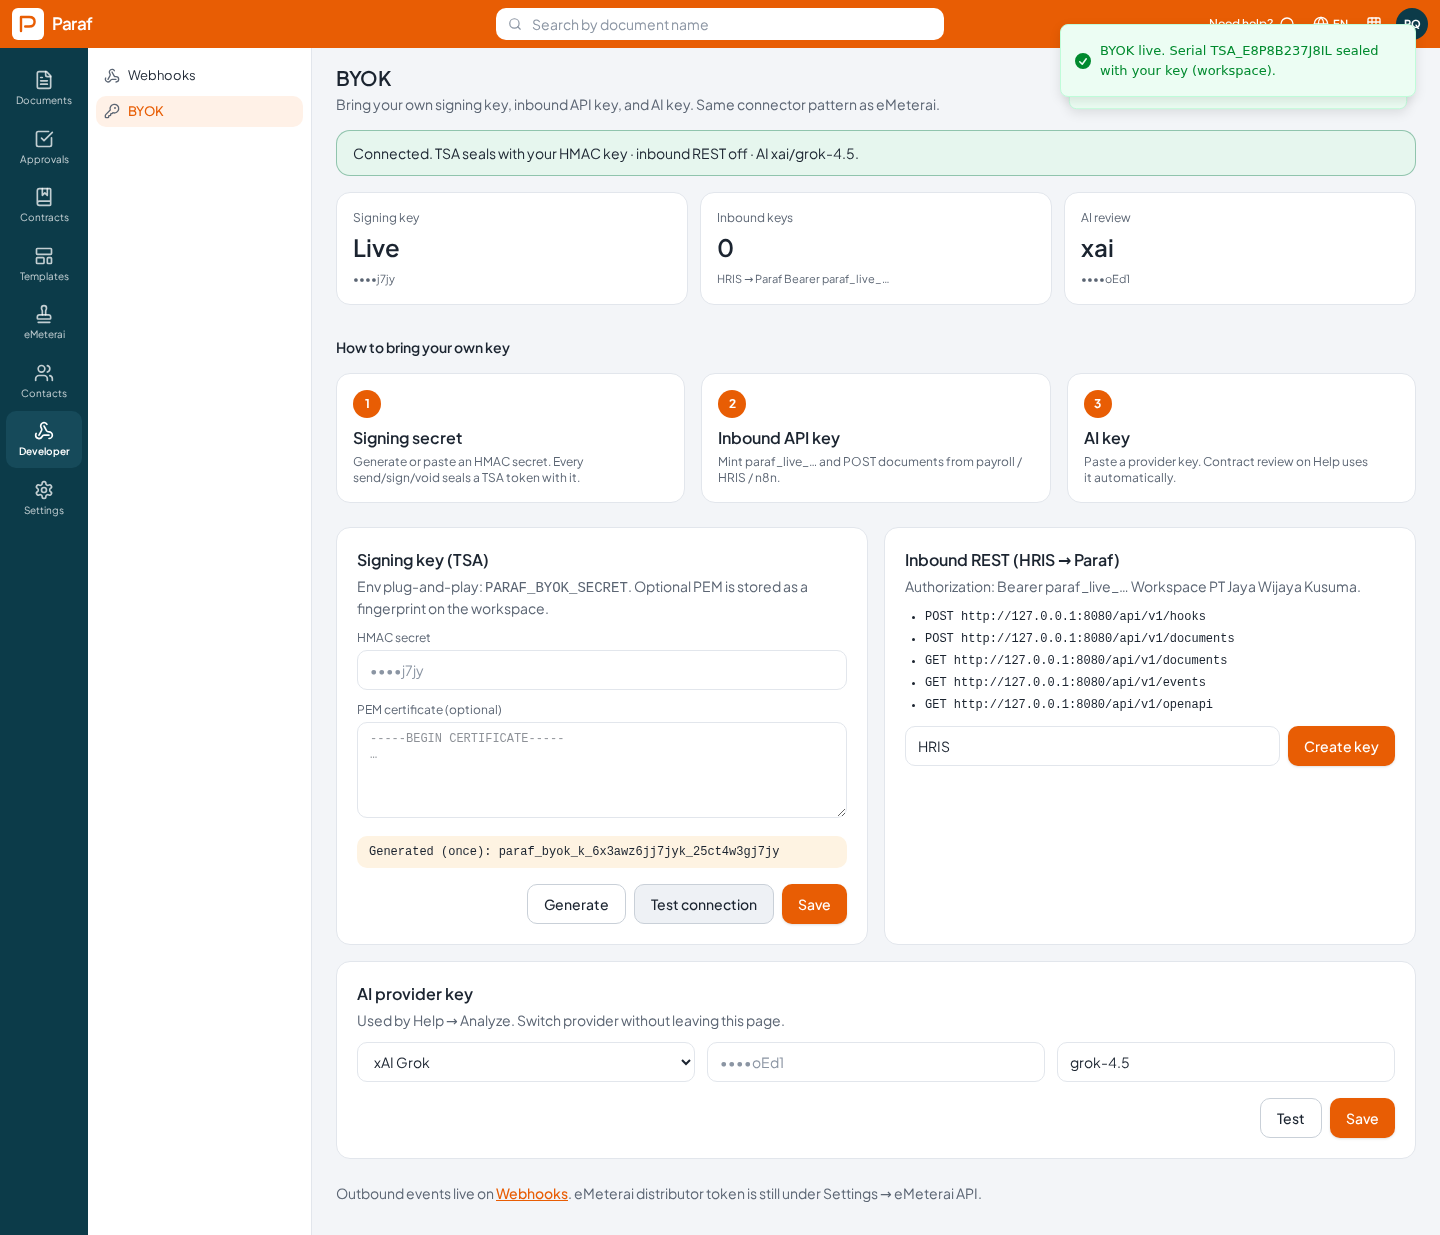 Paraf
Search by document name
Need help?
EN
BYOK live. Serial TSA_E8P8B237J8IL sealed
with your key (workspace).
Documents
Approvals
Contracts
Templates
eMeterai
Contacts
Developer
Settings
Webhooks
BYOK
BYOK
Bring your own signing key, inbound API key, and AI key. Same connector pattern as eMeterai.
Connected. TSA seals with your HMAC key · inbound REST off · AI xai/grok-4.5.
Signing key
Live
••••j7jy
Inbound keys
0
HRIS → Paraf Bearer paraf_live_…
AI review
xai
••••oEd1
How to bring your own key
1
Signing secret
Generate or paste an HMAC secret. Every
send/sign/void seals a TSA token with it.
2
Inbound API key
Mint paraf_live_… and POST documents from payroll /
HRIS / n8n.
3
AI key
Paste a provider key. Contract review on Help uses
it automatically.
Signing key (TSA)
Env plug-and-play: PARAF_BYOK_SECRET. Optional PEM is stored as a
fingerprint on the workspace.
HMAC secret
••••j7jy
PEM certificate (optional)
-----BEGIN CERTIFICATE-----
…
Generated (once): paraf_byok_k_6x3awz6jj7jyk_25ct4w3gj7jy
Generate
Test connection
Save
Inbound REST (HRIS → Paraf)
Authorization: Bearer paraf_live_… Workspace PT Jaya Wijaya Kusuma.
• POST http://127.0.0.1:8080/api/v1/hooks
• POST http://127.0.0.1:8080/api/v1/documents
• GET http://127.0.0.1:8080/api/v1/documents
• GET http://127.0.0.1:8080/api/v1/events
• GET http://127.0.0.1:8080/api/v1/openapi
HRIS
Create key
AI provider key
Used by Help → Analyze. Switch provider without leaving this page.
xAI Grok
••••oEd1
grok-4.5
Test
Save
Outbound events live on Webhooks. eMeterai distributor token is still under Settings → eMeterai API.